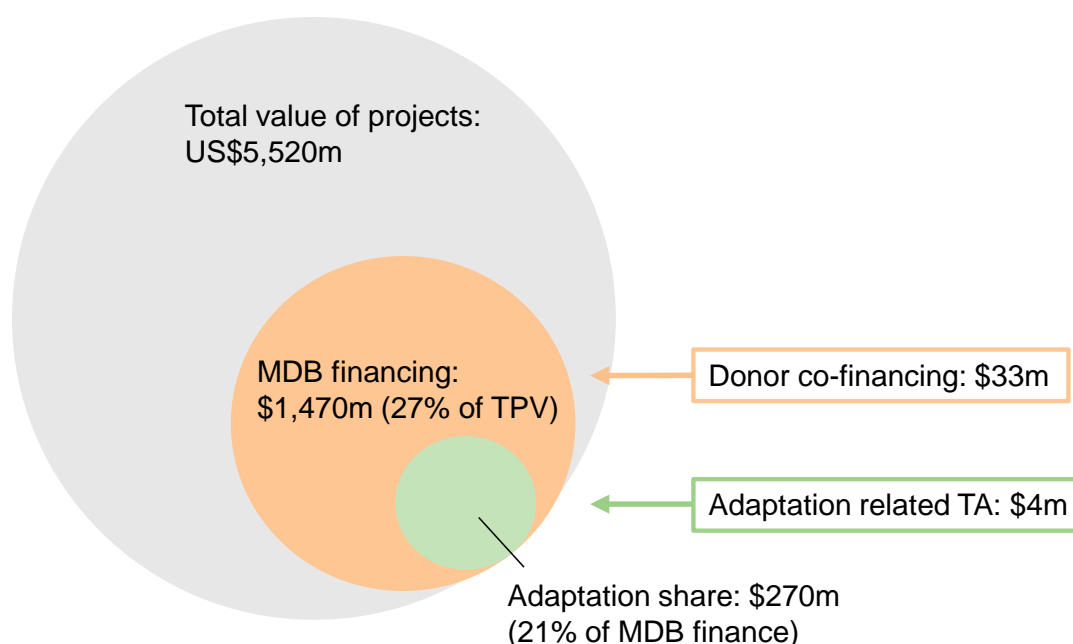 Total value of projects:
US$5,520m
MDB financing:
$1,470m (27% of TPV)
Donor co-financing: $33m
Adaptation related TA: $4m
Adaptation share: $270m
(21% of MDB finance)